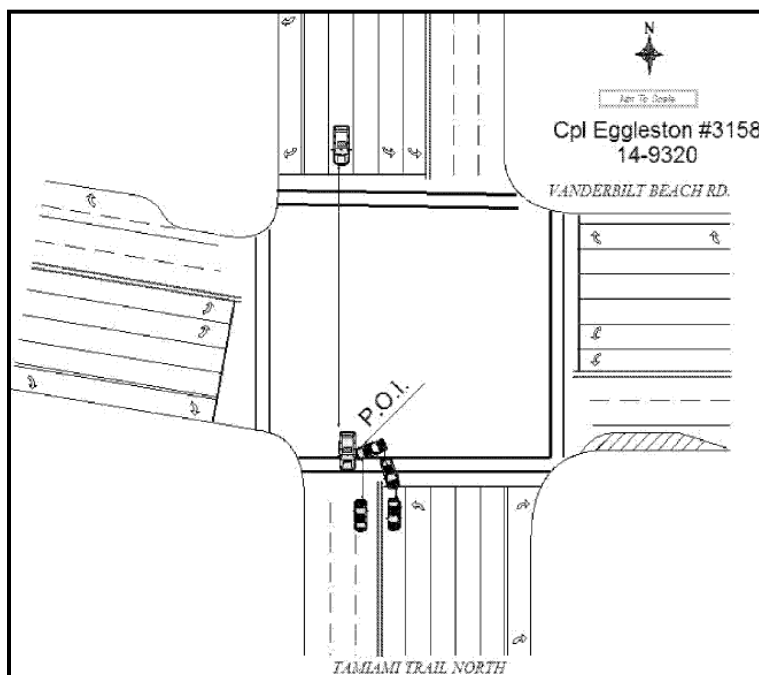 N
Not To Scale
Cpl Eggleston #3158
14-9320
VANDERBILT BEACH RD.
P.O.I.
TAMIAMI TRAIL NORTH